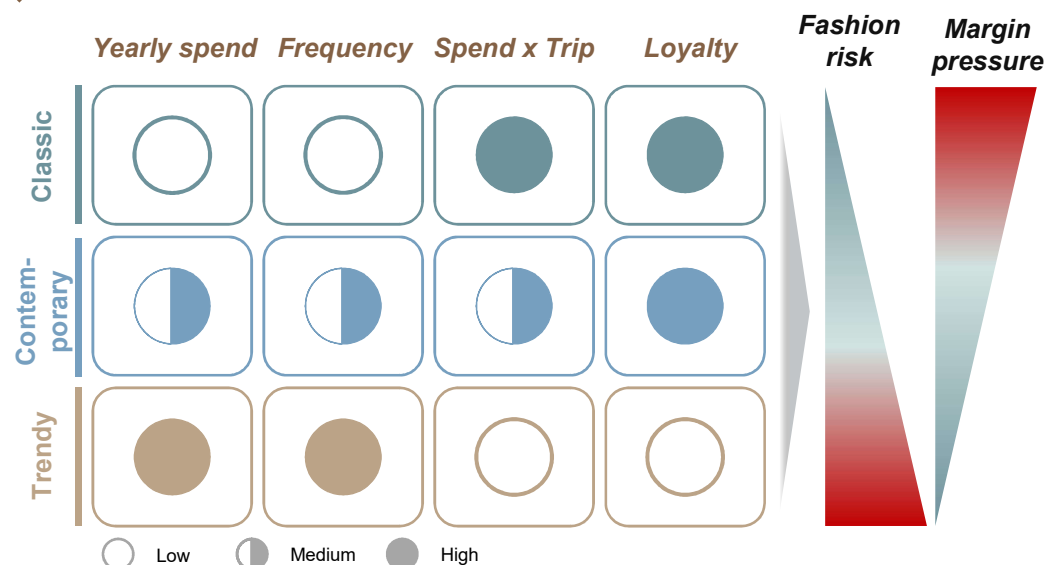 Yearly spend
Frequency
Spend x Trip
Loyalty
Fashion
risk
Margin
pressure
Classic
Contem-
porary
Trendy
Low
Medium
High